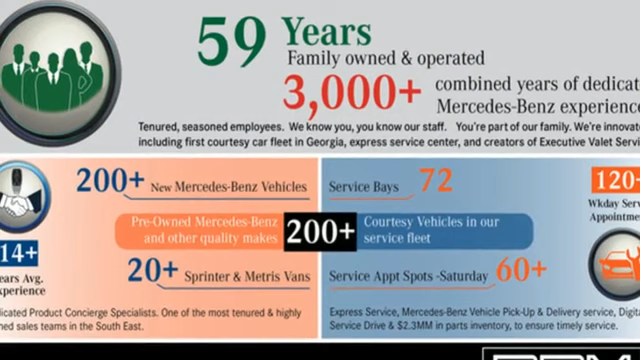 59 Years
Family owned & operated
3,000+ combined years of dedicat
Mercedes-Benz experience
Tenured, seasoned employees. We know you, you know our staff. You're part of our family. We're innovat
including first courtesy car fleet in Georgia, express service center, and creators of Executive Valet Servi
200+ New Mercedes-Benz Vehicles
Service Bays 72
120+
Wkday Serv
Appointmen
Pre-Owned Mercedes-Benz
and other quality makes
200+
Courtesy Vehicles in our
service fleet
14+
ears Avg.
xperience
20+ Sprinter & Metris Vans
Service Appt Spots -Saturday 60+
dicated Product Concierge Specialists. One of the most tenured & highly
ned sales teams in the South East.
Express Service, Mercedes-Benz Vehicle Pick-Up & Delivery service, Digita
Service Drive & $2.3MM in parts inventory, to ensure timely service.